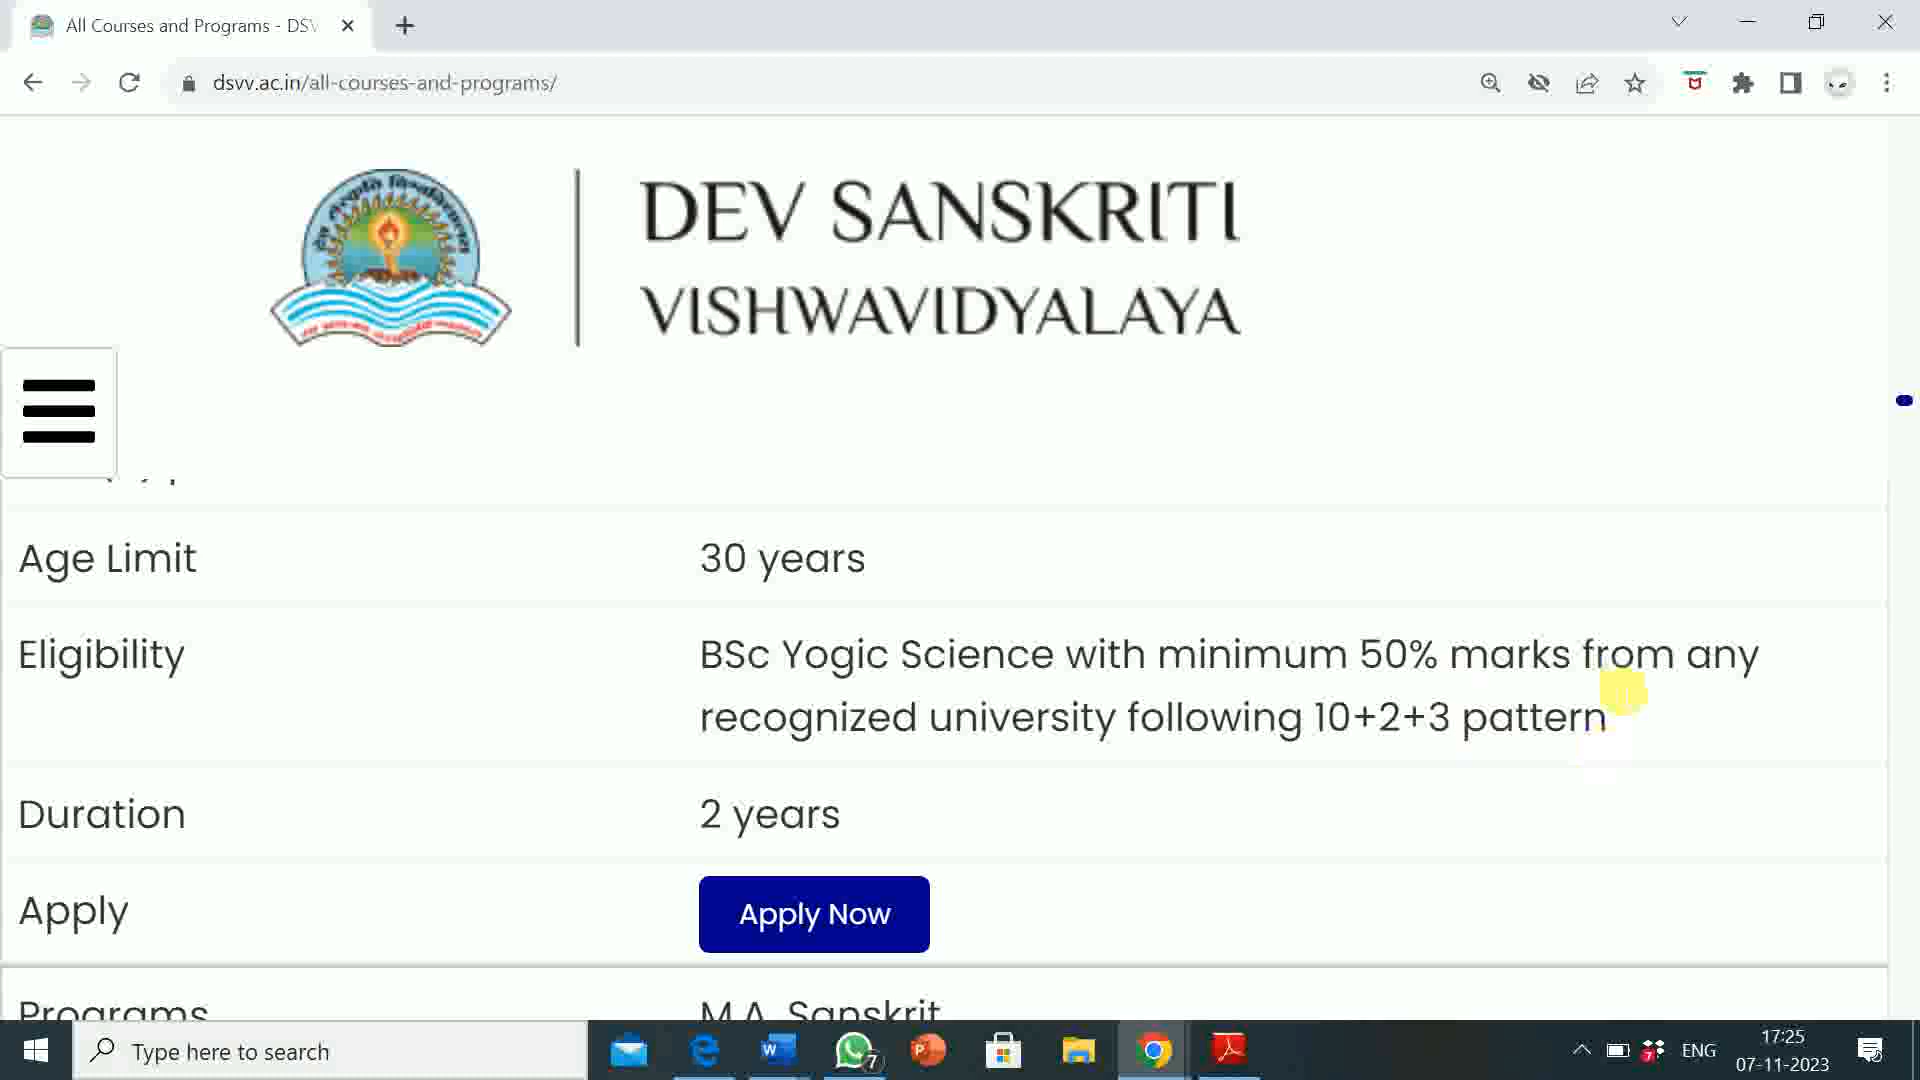 All Courses and Programs - DSV
dsvv.ac.in/all-courses-and-programs/
DEV SANSKRITI
VISHWAVIDYALAYA
Age Limit 30 years
Eligibility BSc Yogic Science with minimum 50% marks from any
recognized university following 10+2+3 pattern
Duration 2 years
Apply Apply Now
Programs M.A. Sanskrit
Type here to search
7
7
ENG
17:25
07-11-2023